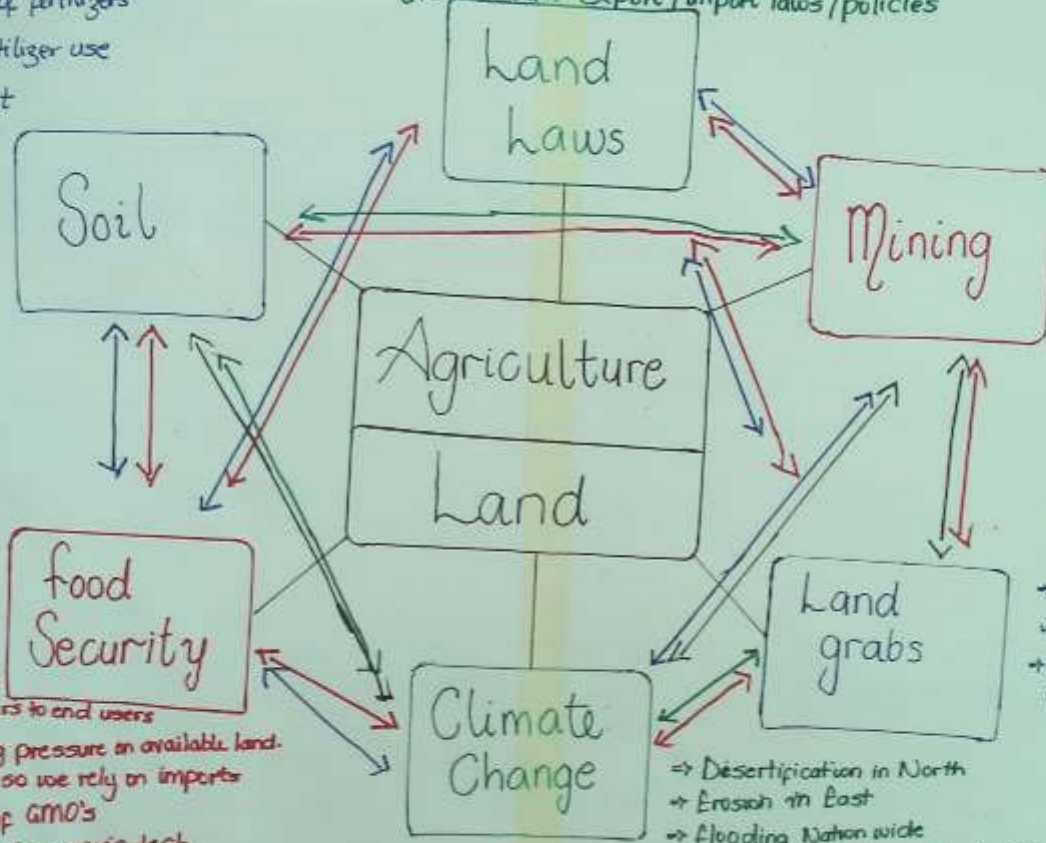 of fertilizers
Export/import laws/policies
fertilizer use
Land
Laws
Soil
Mining
Agriculture
Land
food
Security
Land
grabs
Climate
Change
to end users
pressure on available land.
so we rely on imports
of GMO's
=> Desertification in North
=> Erosion in East
=> flooding Nation wide